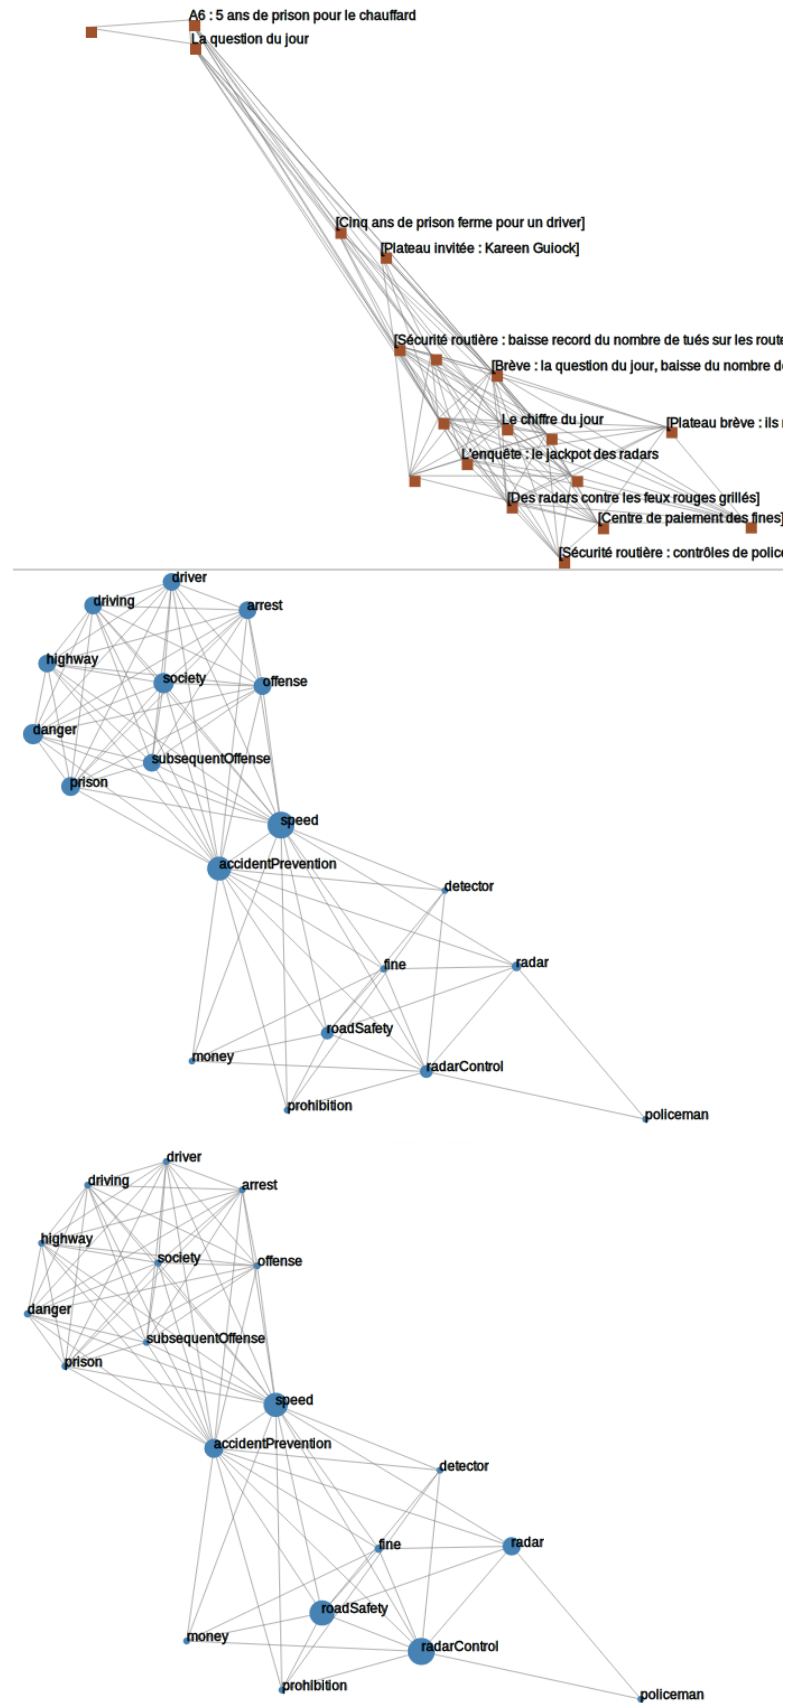 A6 : 5 ans de prison pour le chauffard
La question du jour
[Cinq ans de prison ferme pour un driver]
[Plateau invitée : Kareen Guiock]
[Sécurité routière : baisse record du nombre de tués sur les route
[Brève : la question du jour, baisse du nombre de
Le chiffre du jour
[Plateau brève : ils
L'enquête : le jackpot des radars
[Des radars contre les feux rouges grillés]
[Centre de paiement des fines]
[Sécurité routière : contrôles de police
driver
driving
arrest
highway
society
offense
danger
subsequentOffense
prison
speed
accidentPrevention
detector
fine
radar
roadSafety
money
radarControl
prohibition
policeman
driver
driving
arrest
highway
society
offense
danger
subsequentOffense
prison
speed
accidentPrevention
detector
fine
radar
roadSafety
money
radarControl
prohibition
policeman